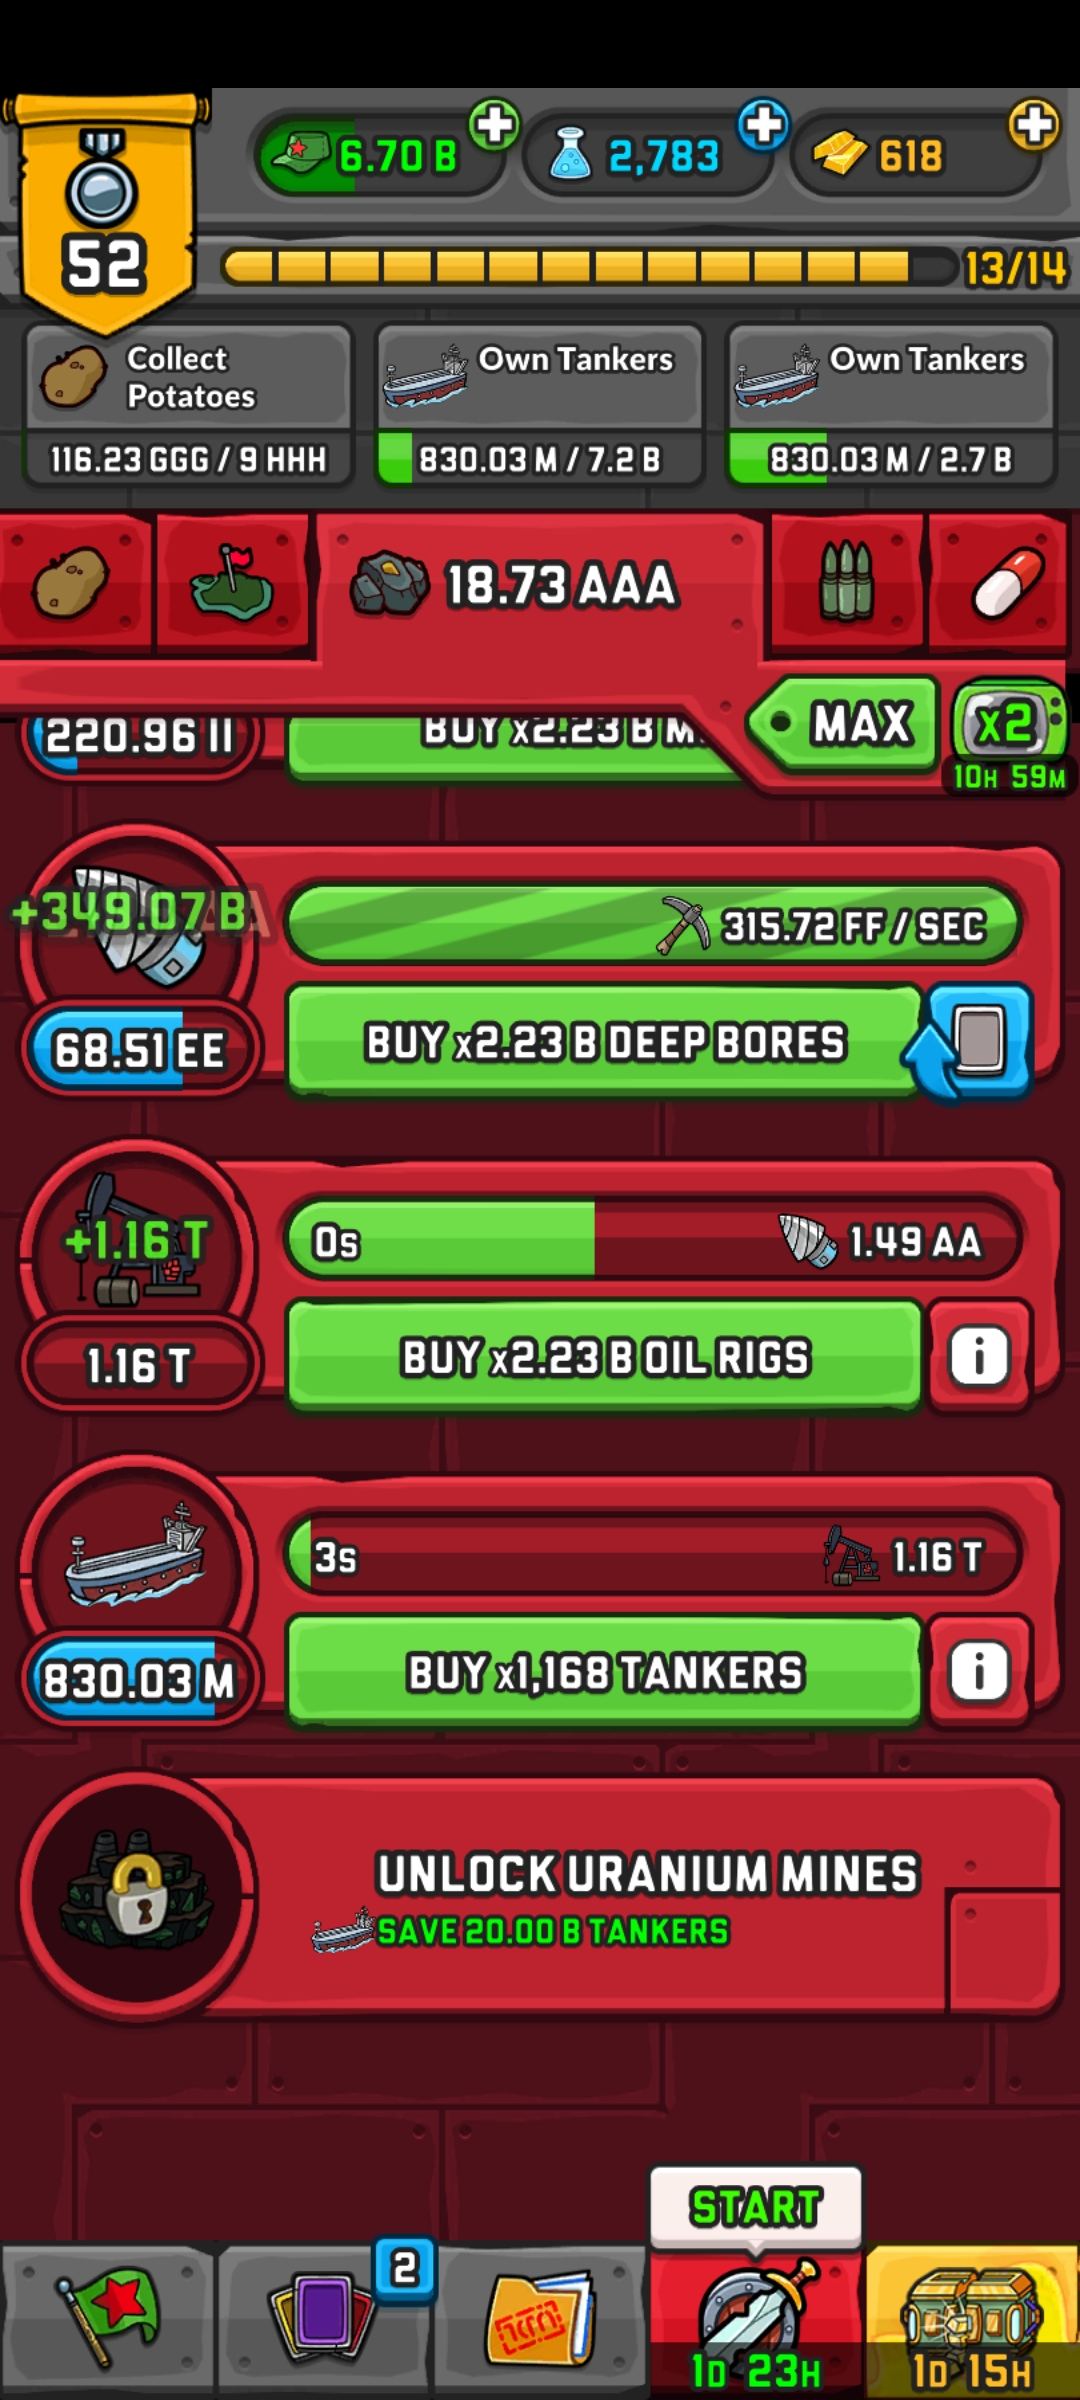 52
6.70 B
2,783
618
13/14
Collect
Potatoes
116.23 GGG / 9 HHH
Own Tankers
830.03 M / 7.2 B
Own Tankers
830.03 M / 2.7 B
18.73 AAA
MAX
x2
10H 59M
220.96 II
BUY x2.23 B M
+349.07 B
315.72 FF / SEC
68.51 EE
BUY x2.23 B DEEP BORES
+1.16 T
0s
1.49 AA
1.16 T
BUY x2.23 B OIL RIGS
i
3s
1.16 T
830.03 M
BUY x1,168 TANKERS
i
UNLOCK URANIUM MINES
SAVE 20.00 B TANKERS
START
2
1D 23H
1D 15H